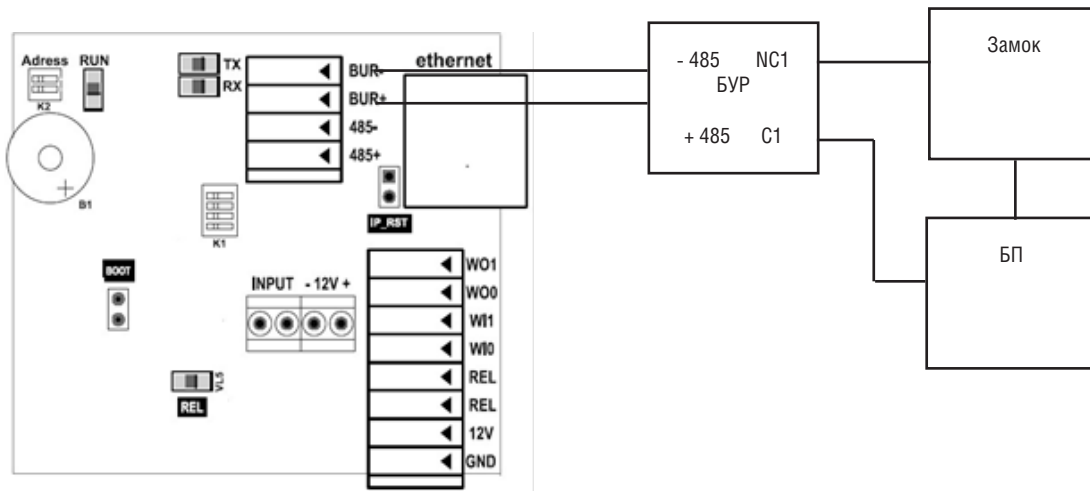 Adress RUN
K2
B1
TX
RX
BUR-
BUR+
485-
485+
ethernet
K1
IP_RST
BOOT
INPUT - 12V +
VL5
REL
WO1
WO0
WI1
WI0
REL
REL
12V
GND
- 485 NC1
БУР
+ 485 C1
Замок
БП